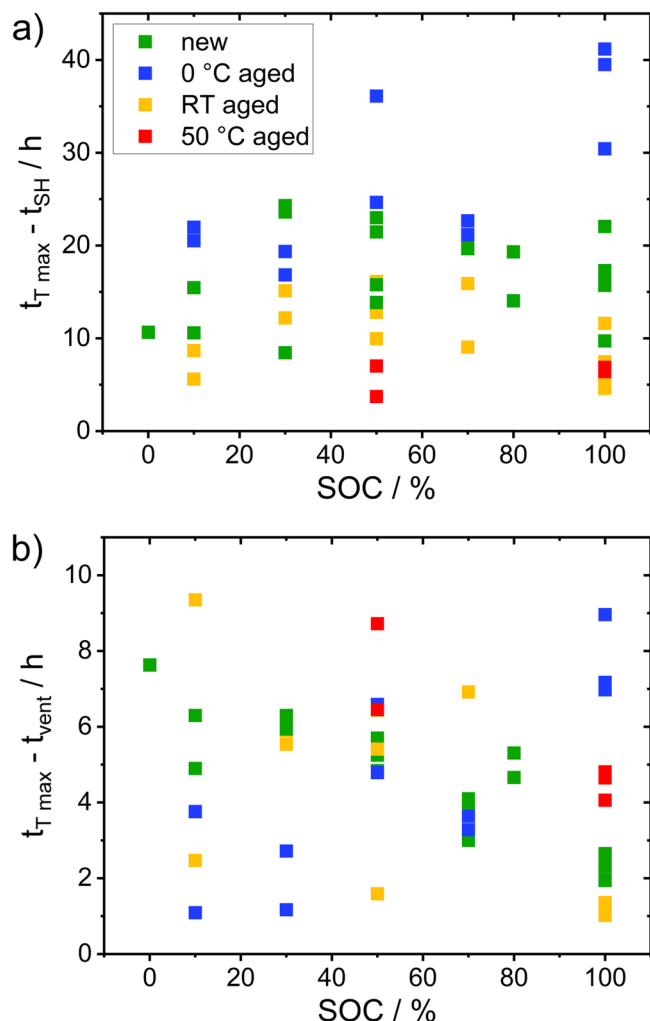 a)
new
0 °C aged
RT aged
50 °C aged
40
30
20
10
0
t_T max - t_SH / h
0 20 40 60 80 100
SOC / %
b)
10
8
6
4
2
0
t_T max - t_vent / h
0 20 40 60 80 100
SOC / %